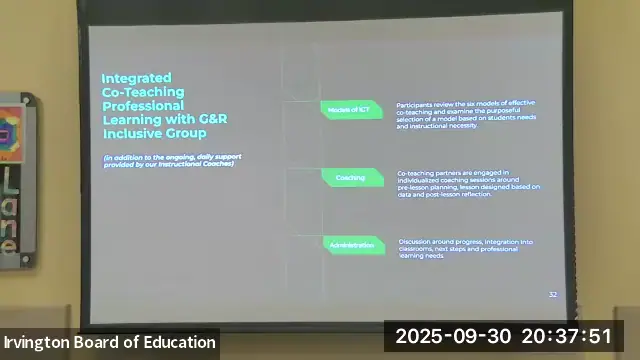 Integrated
Co-Teaching
Professional
Learning with G&R
Inclusive Group
(in addition to the ongoing, daily support
provided by our Instructional Coaches)
Models of ICT
Participants review the six models of effective
co-teaching and examine the purposeful
selection of a model based on students needs
and instructional necessity.
Coaching
Co-teaching partners are engaged in
individualized coaching sessions around
pre-lesson planning, lesson designed based on
data and post-lesson reflection.
Administration
Discussion around progress, integration into
classrooms, next steps and professional
learning needs.
32
Lane
Irvington Board of Education
2025-09-30 20:37:51